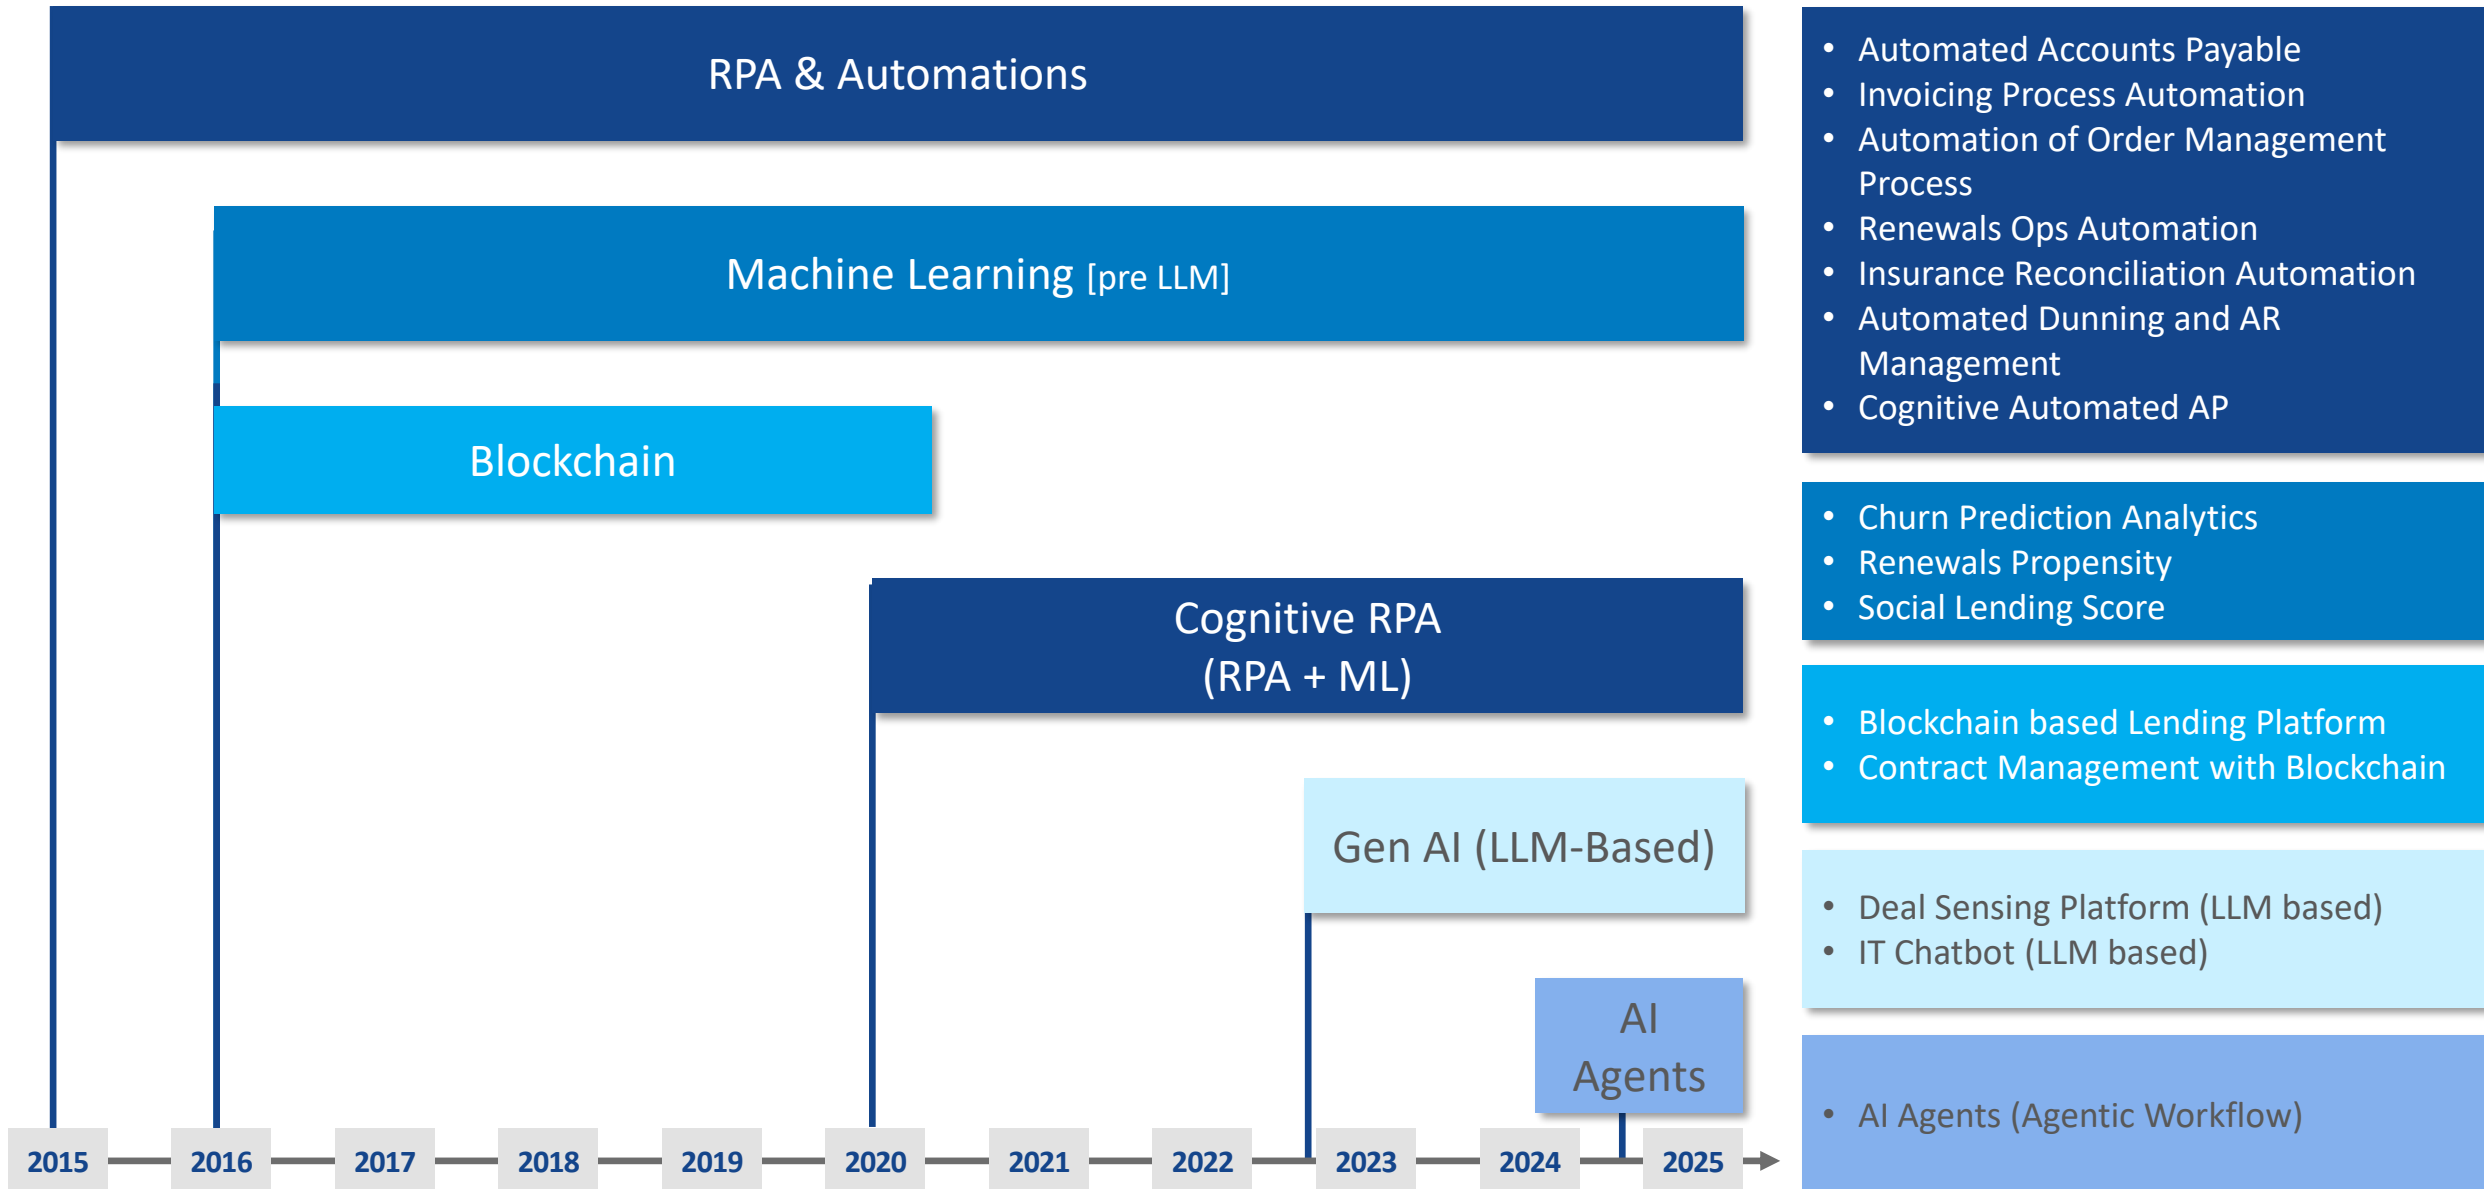 RPA & Automations
Machine Learning [pre LLM]
Blockchain
Cognitive RPA
(RPA + ML)
Gen AI (LLM-Based)
AI
Agents
2015
2016
2017
2018
2019
2020
2021
2022
2023
2024
2025
• Automated Accounts Payable
• Invoicing Process Automation
• Automation of Order Management
Process
• Renewals Ops Automation
• Insurance Reconciliation Automation
• Automated Dunning and AR
Management
• Cognitive Automated AP
• Churn Prediction Analytics
• Renewals Propensity
• Social Lending Score
• Blockchain based Lending Platform
• Contract Management with Blockchain
• Deal Sensing Platform (LLM based)
• IT Chatbot (LLM based)
• AI Agents (Agentic Workflow)